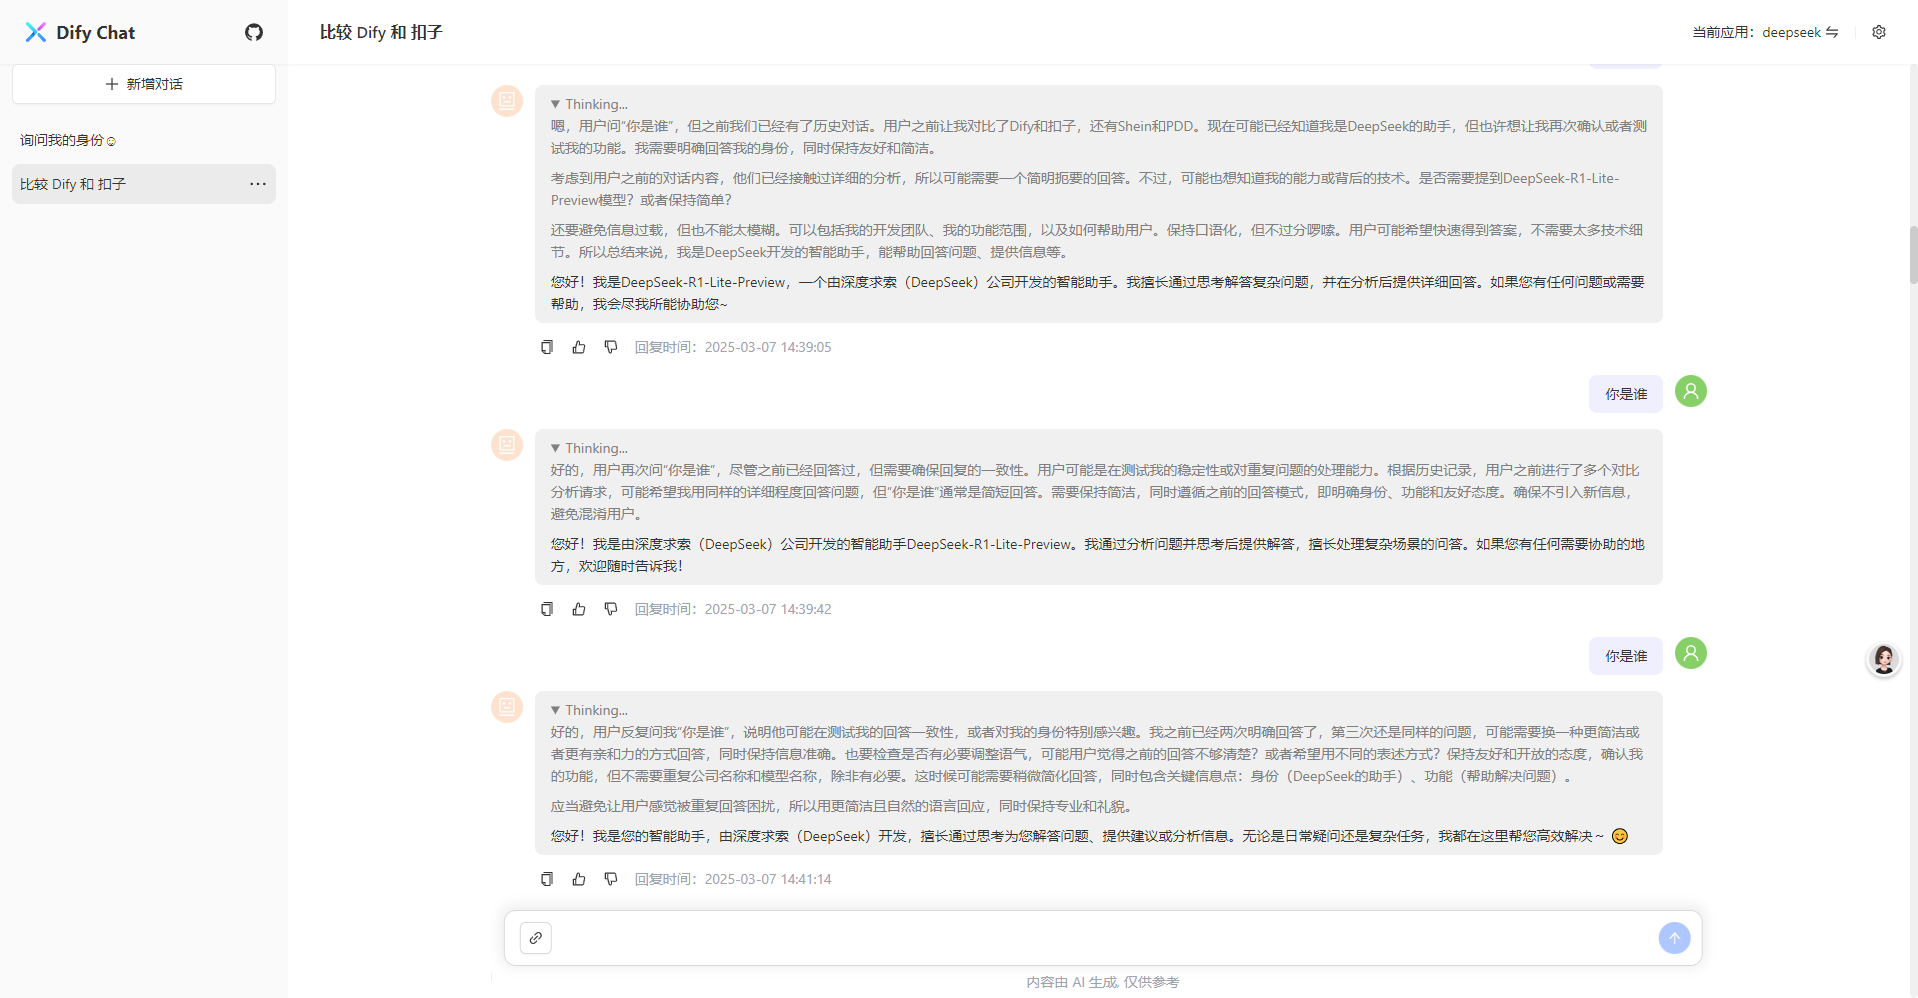 Dify Chat
新增对话
询问我的身份☺
比较 Dify 和 扣子
比较 Dify 和 扣子
当前应用：deepseek
▼ Thinking...
嗯，用户问“你是谁”，但之前我们已经有了历史对话。用户之前让我对比了Dify和扣子，还有Shein和PDD。现在可能已经知道我是DeepSeek的助手，但也许想让我再次确认或者测
试我的功能。我需要明确回答我的身份，同时保持友好和简洁。
考虑到用户之前的对话内容，他们已经接触过详细的分析，所以可能需要一个简明扼要的回答。不过，可能也想知道我的能力或背后的技术。是否需要提到DeepSeek-R1-Lite-
Preview模型？或者保持简单？
还要避免信息过载，但也不能太模糊。可以包括我的开发团队、我的功能范围，以及如何帮助用户。保持口语化，但不过分啰嗦。用户可能希望快速得到答案，不需要太多技术细
节。所以总结来说，我是DeepSeek开发的智能助手，能帮助回答问题、提供信息等。
您好！我是DeepSeek-R1-Lite-Preview，一个由深度求索（DeepSeek）公司开发的智能助手。我擅长通过思考解答复杂问题，并在分析后提供详细回答。如果您有任何问题或需要
帮助，我会尽我所能协助您~
回复时间：2025-03-07 14:39:05
你是谁
▼ Thinking...
好的，用户再次问“你是谁”，尽管之前已经回答过，但需要确保回复的一致性。用户可能是在测试我的稳定性或对重复问题的处理能力。根据历史记录，用户之前进行了多个对比
分析请求，可能希望我用同样的详细程度回答问题，但“你是谁”通常是简短回答。需要保持简洁，同时遵循之前的回答模式，即明确身份、功能和友好态度。确保不引入新信息，
避免混淆用户。
您好！我是由深度求索（DeepSeek）公司开发的智能助手DeepSeek-R1-Lite-Preview。我通过分析问题并思考后提供解答，擅长处理复杂场景的问答。如果您有任何需要协助的地
方，欢迎随时告诉我！
回复时间：2025-03-07 14:39:42
你是谁
▼ Thinking...
好的，用户反复问我“你是谁”，说明他可能在测试我的回答一致性，或者对我的身份特别感兴趣。我之前已经两次明确回答了，第三次还是同样的问题，可能需要换一种更简洁或
者更有亲和力的方式回答，同时保持信息准确。也要检查是否有必要调整语气，可能用户觉得之前的回答不够清楚？或者希望用不同的表述方式？保持友好和开放的态度，确认我
的功能，但不需要重复公司名称和模型名称，除非有必要。这时候可能需要稍微简化回答，同时包含关键信息点：身份（DeepSeek的助手）、功能（帮助解决问题）。
应当避免让用户感觉被重复回答困扰，所以用更简洁且自然的语言回应，同时保持专业和礼貌。
您好！我是您的智能助手，由深度求索（DeepSeek）开发，擅长通过思考为您解答问题、提供建议或分析信息。无论是日常疑问还是复杂任务，我都在这里帮您高效解决～ 😊
回复时间：2025-03-07 14:41:14
内容由 AI 生成, 仅供参考